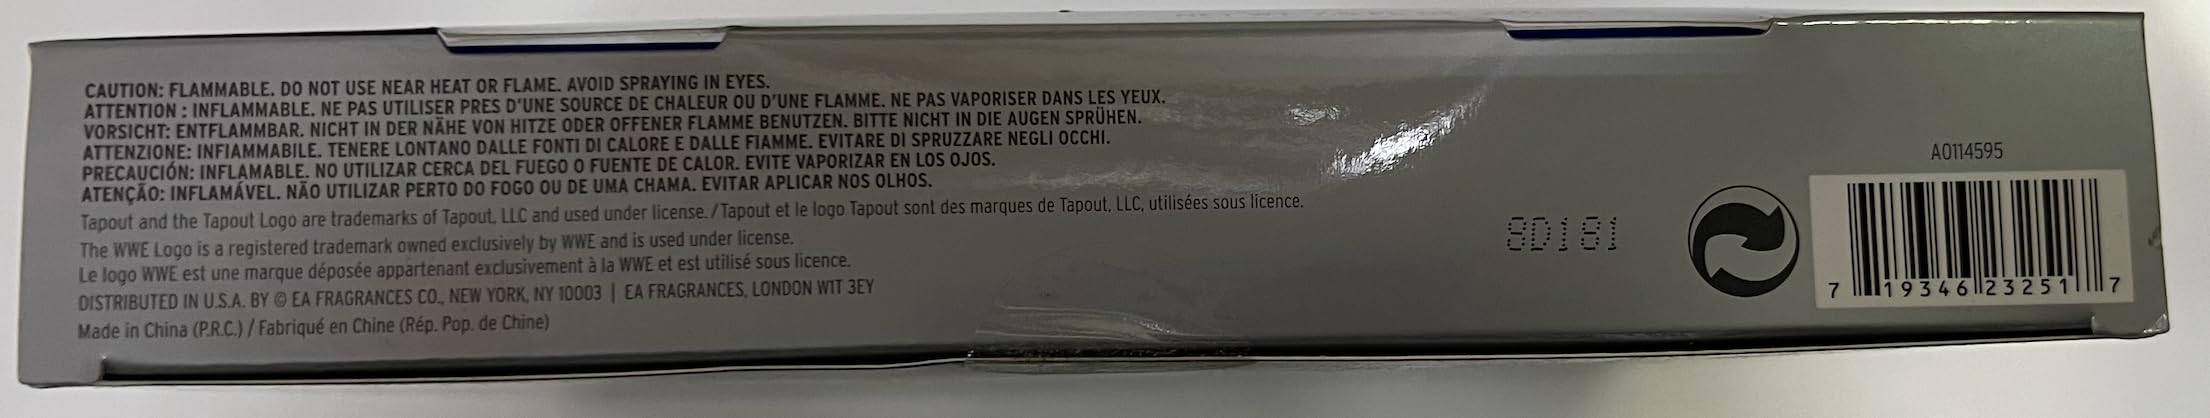 CAUTION: FLAMMABLE. DO NOT USE NEAR HEAT OR FLAME. AVOID SPRAYING IN EYES.
ATTENTION : INFLAMMABLE. NE PAS UTILISER PRES D'UNE SOURCE DE CHALEUR OU D'UNE FLAMME. NE PAS VAPORISER DANS LES YEUX.
VORSICHT: ENTFLAMMBAR. NICHT IN DER NÄHE VON HITZE ODER OFFENER FLAMME BENUTZEN. BITTE NICHT IN DIE AUGEN SPRÜHEN.
ATTENZIONE: INFIAMMABILE. TENERE LONTANO DALLE FONTI DI CALORE E DALLE FIAMME. EVITARE DI SPRUZZARE NEGLI OCCHI.
PRECAUCIÓN: INFLAMABLE. NO UTILIZAR CERCA DEL FUEGO O FUENTE DE CALOR. EVITE VAPORIZAR EN LOS OJOS.
ATENÇÃO: INFLAMÁVEL. NÃO UTILIZAR PERTO DO FOGO OU DE UMA CHAMA. EVITAR APLICAR NOS OLHOS.
Tapout and the Tapout Logo are trademarks of Tapout, LLC and used under license. / Tapout et le logo Tapout sont des marques de Tapout, LLC, utilisées sous licence.
The WWE Logo is a registered trademark owned exclusively by WWE and is used under license.
Le logo WWE est une marque déposée appartenant exclusivement à la WWE et est utilisé sous licence.
DISTRIBUTED IN U.S.A. BY © EA FRAGRANCES CO., NEW YORK, NY 10003 | EA FRAGRANCES, LONDON W1T 3EY
Made in China (P.R.C.) / Fabriqué en Chine (Rép. Pop. de Chine)
8D181
A0114595
7 19346 23251 7